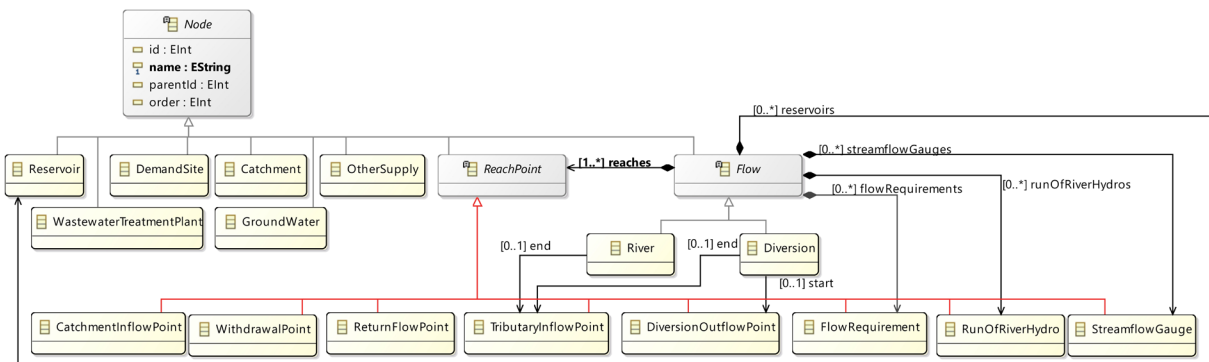 Node
id : EInt
name : EString
1
parentId : EInt
order : EInt
[0..*] reservoirs
Reservoir
DemandSite
Catchment
OtherSupply
ReachPoint
[1..*] reaches
Flow
[0..*] streamflowGauges
[0..*] flowRequirements
[0..*] runOfRiverHydros
WastewaterTreatmentPlant
GroundWater
[0..1] end
River
[0..1] end
Diversion
[0..1] start
CatchmentInflowPoint
WithdrawalPoint
ReturnFlowPoint
TributaryInflowPoint
DiversionOutflowPoint
FlowRequirement
RunOfRiverHydro
StreamflowGauge